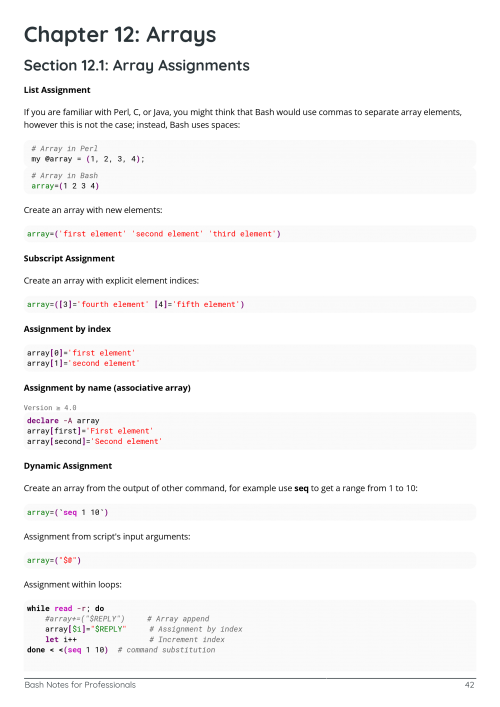 Chapter 12: Arrays
Section 12.1: Array Assignments
List Assignment
If you are familiar with Perl, C, or Java, you might think that Bash would use commas to separate array elements,
however this is not the case; instead, Bash uses spaces:
# Array in Perl
my @array = (1, 2, 3, 4);
# Array in Bash
array=(1 2 3 4)
Create an array with new elements:
array=('first element' 'second element' 'third element')
Subscript Assignment
Create an array with explicit element indices:
array=([3]='fourth element' [4]='fifth element')
Assignment by index
array[0]='first element'
array[1]='second element'
Assignment by name (associative array)
Version ≥ 4.0
declare -A array
array[first]='First element'
array[second]='Second element'
Dynamic Assignment
Create an array from the output of other command, for example use seq to get a range from 1 to 10:
array=(`seq 1 10`)
Assignment from script's input arguments:
array=("$@")
Assignment within loops:
while read -r; do
    #array+=("$REPLY")     # Array append
    array[$i]="$REPLY"     # Assignment by index
    let i++                # Increment index
done < <(seq 1 10)  # command substitution
Bash Notes for Professionals 42